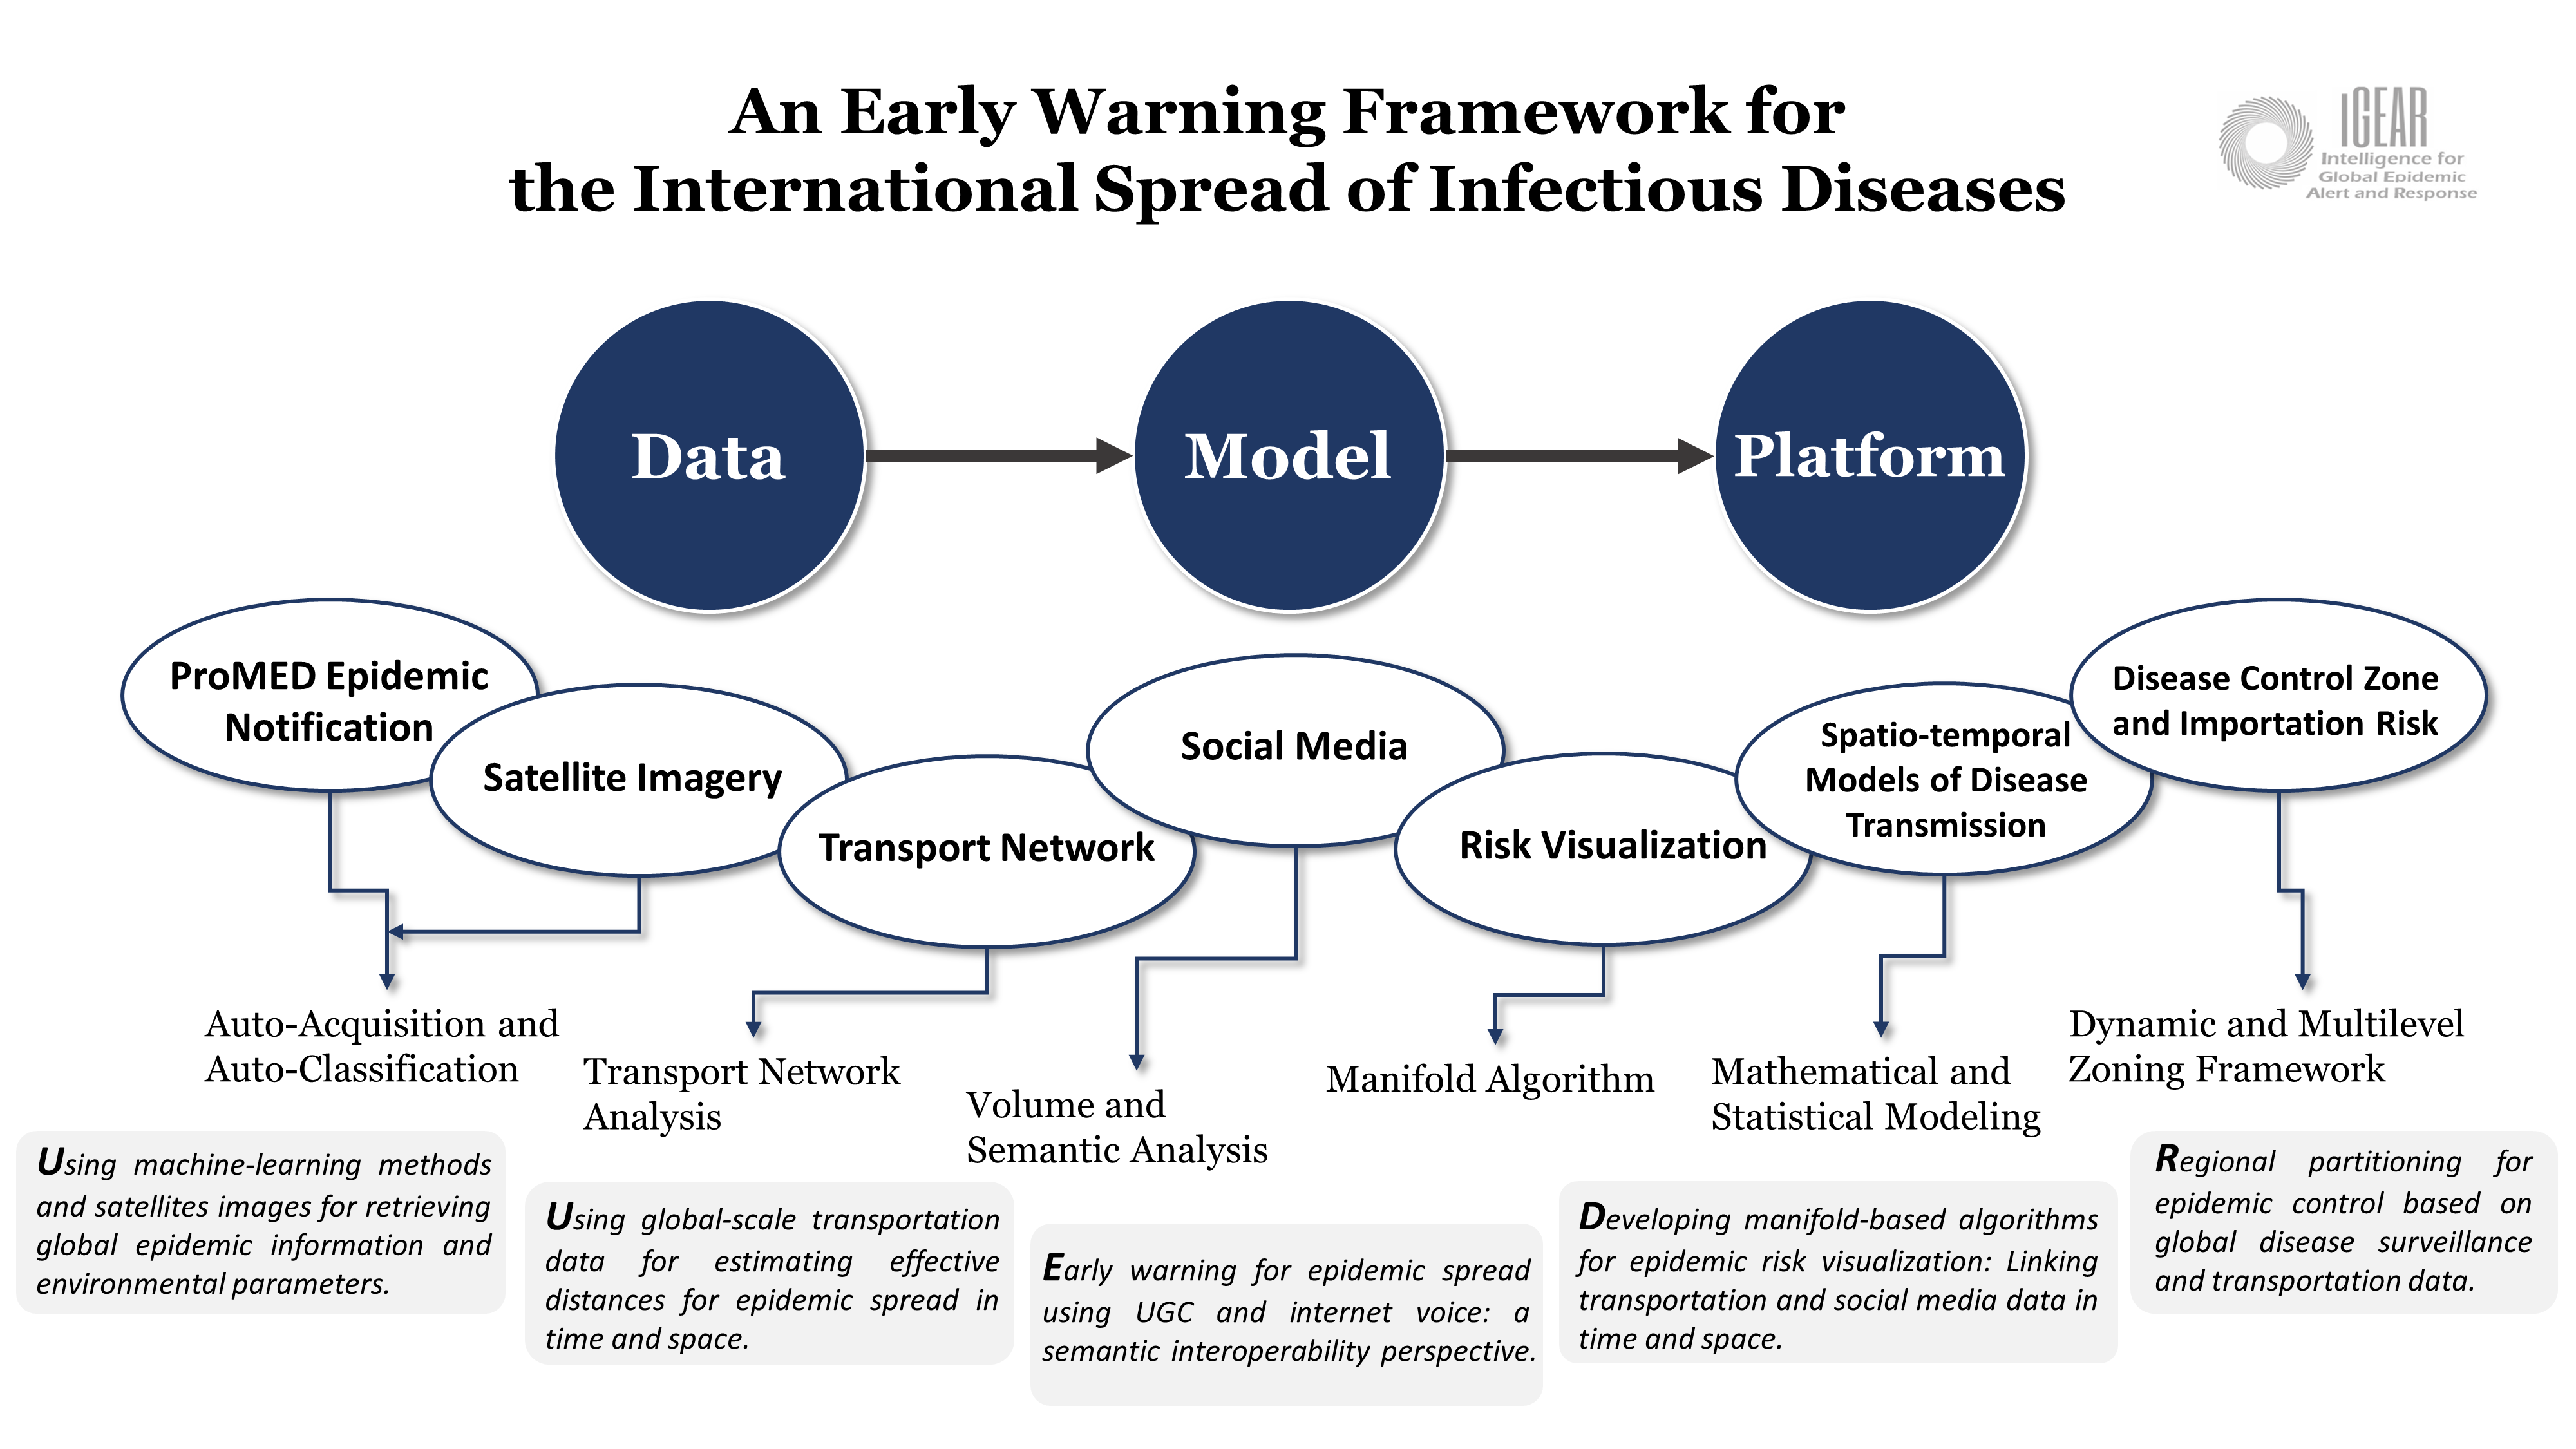 An Early Warning Framework for
the International Spread of Infectious Diseases
IGEAR
Intelligence for
Global Epidemic
Alert and Response
Data
Model
Platform
ProMED Epidemic
Notification
Satellite Imagery
Transport Network
Social Media
Risk Visualization
Spatio-temporal
Models of Disease
Transmission
Disease Control Zone
and Importation Risk
Auto-Acquisition and
Auto-Classification
Transport Network
Analysis
Volume and
Semantic Analysis
Manifold Algorithm
Mathematical and
Statistical Modeling
Dynamic and Multilevel
Zoning Framework
Using machine-learning methods
and satellites images for retrieving
global epidemic information and
environmental parameters.
Using global-scale transportation
data for estimating effective
distances for epidemic spread in
time and space.
Early warning for epidemic spread
using UGC and internet voice: a
semantic interoperability perspective.
Developing manifold-based algorithms
for epidemic risk visualization: Linking
transportation and social media data in
time and space.
Regional partitioning for
epidemic control based on
global disease surveillance
and transportation data.